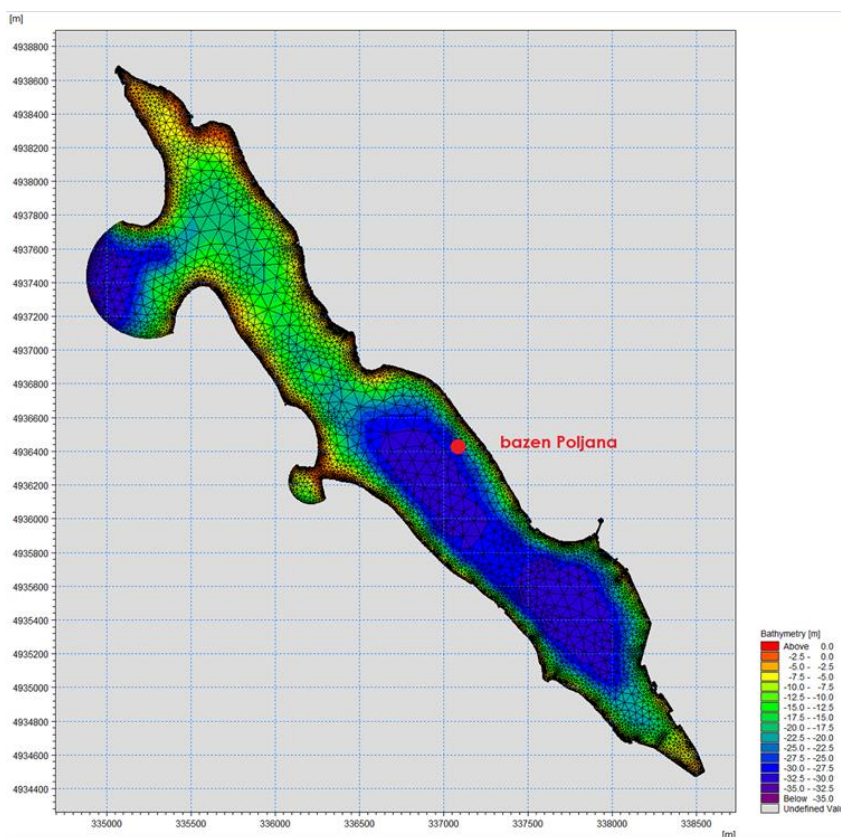 [m]
4938800
4938600
4938400
4938200
4938000
4937800
4937600
4937400
4937200
4937000
4936800
4936600
4936400
4936200
4936000
4935800
4935600
4935400
4935200
4935000
4934800
4934600
4934400
bazen Poljana
335000 335500 336000 336500 337000 337500 338000 338500
[m]
Bathymetry [m]
Above 0.0
-2.5 - 0.0
-5.0 - -2.5
-7.5 - -5.0
-10.0 - -7.5
-12.5 - -10.0
-15.0 - -12.5
-17.5 - -15.0
-20.0 - -17.5
-22.5 - -20.0
-25.0 - -22.5
-27.5 - -25.0
-30.0 - -27.5
-32.5 - -30.0
-35.0 - -32.5
Below -35.0
Undefined Valu